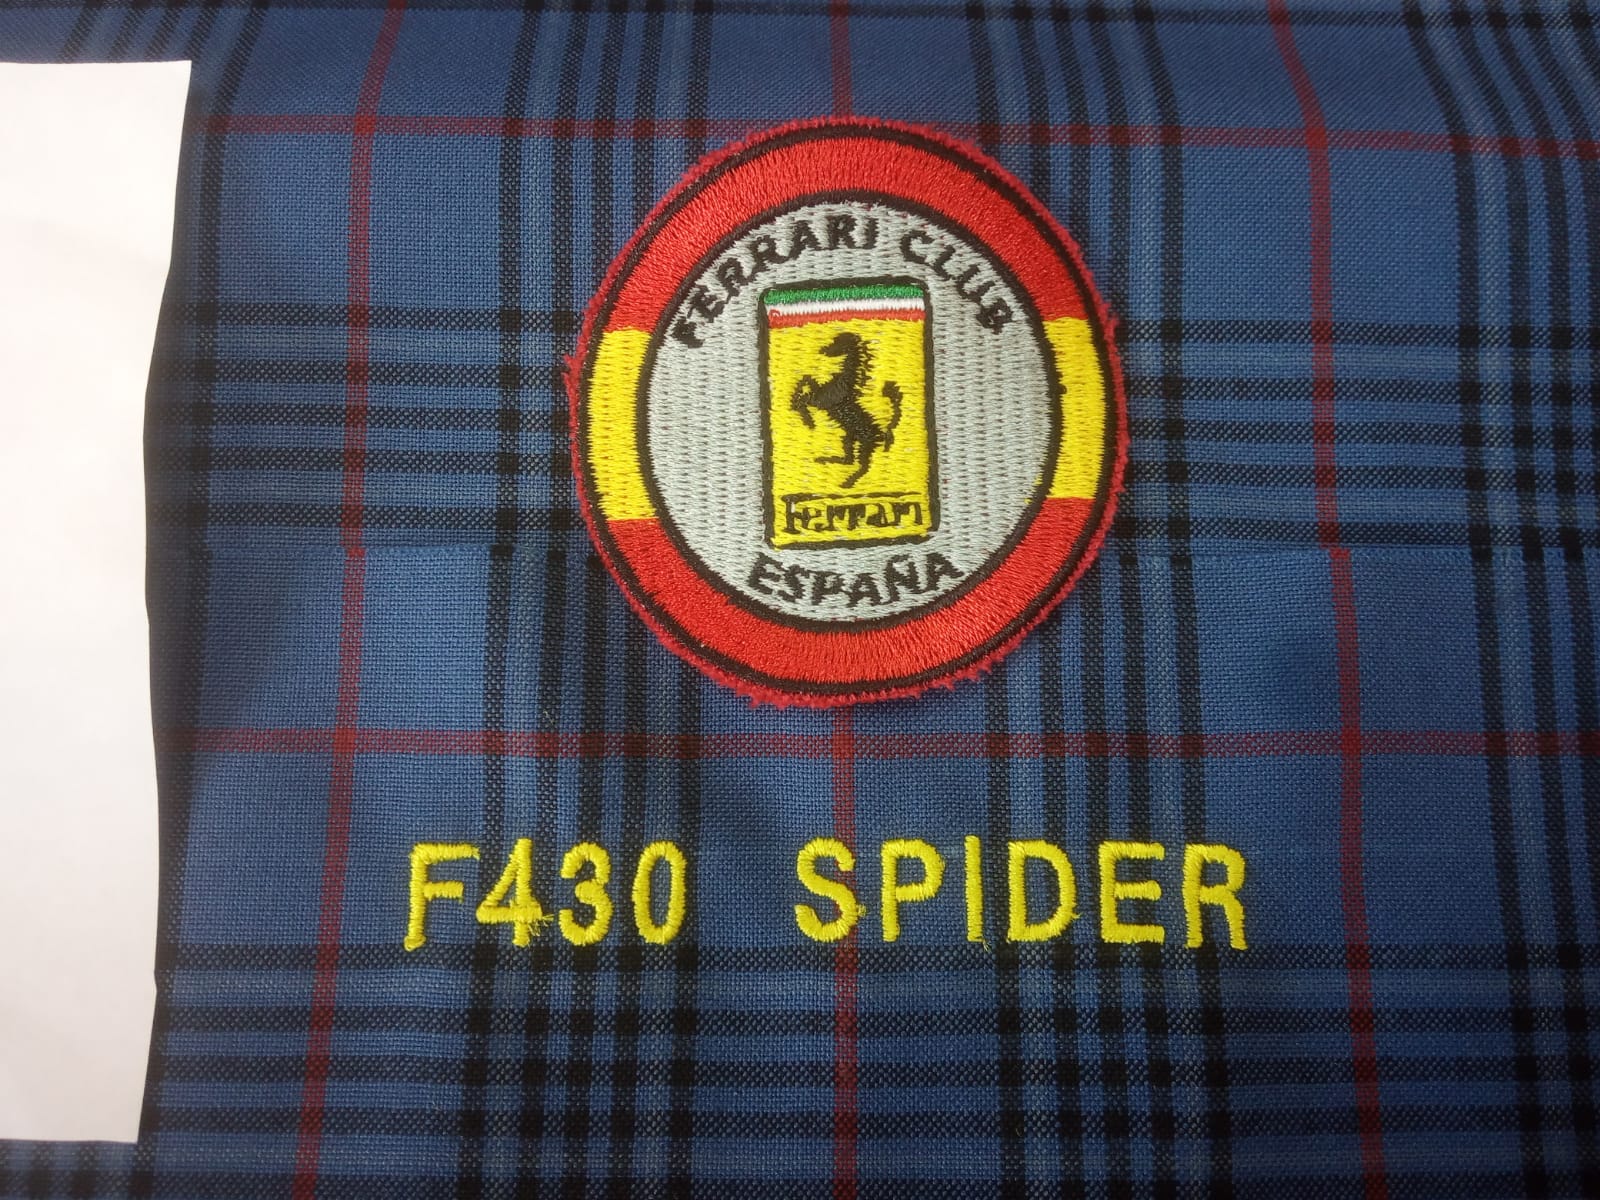 FERRARI CLUB
Ferrari
ESPAÑA
F430 SPIDER